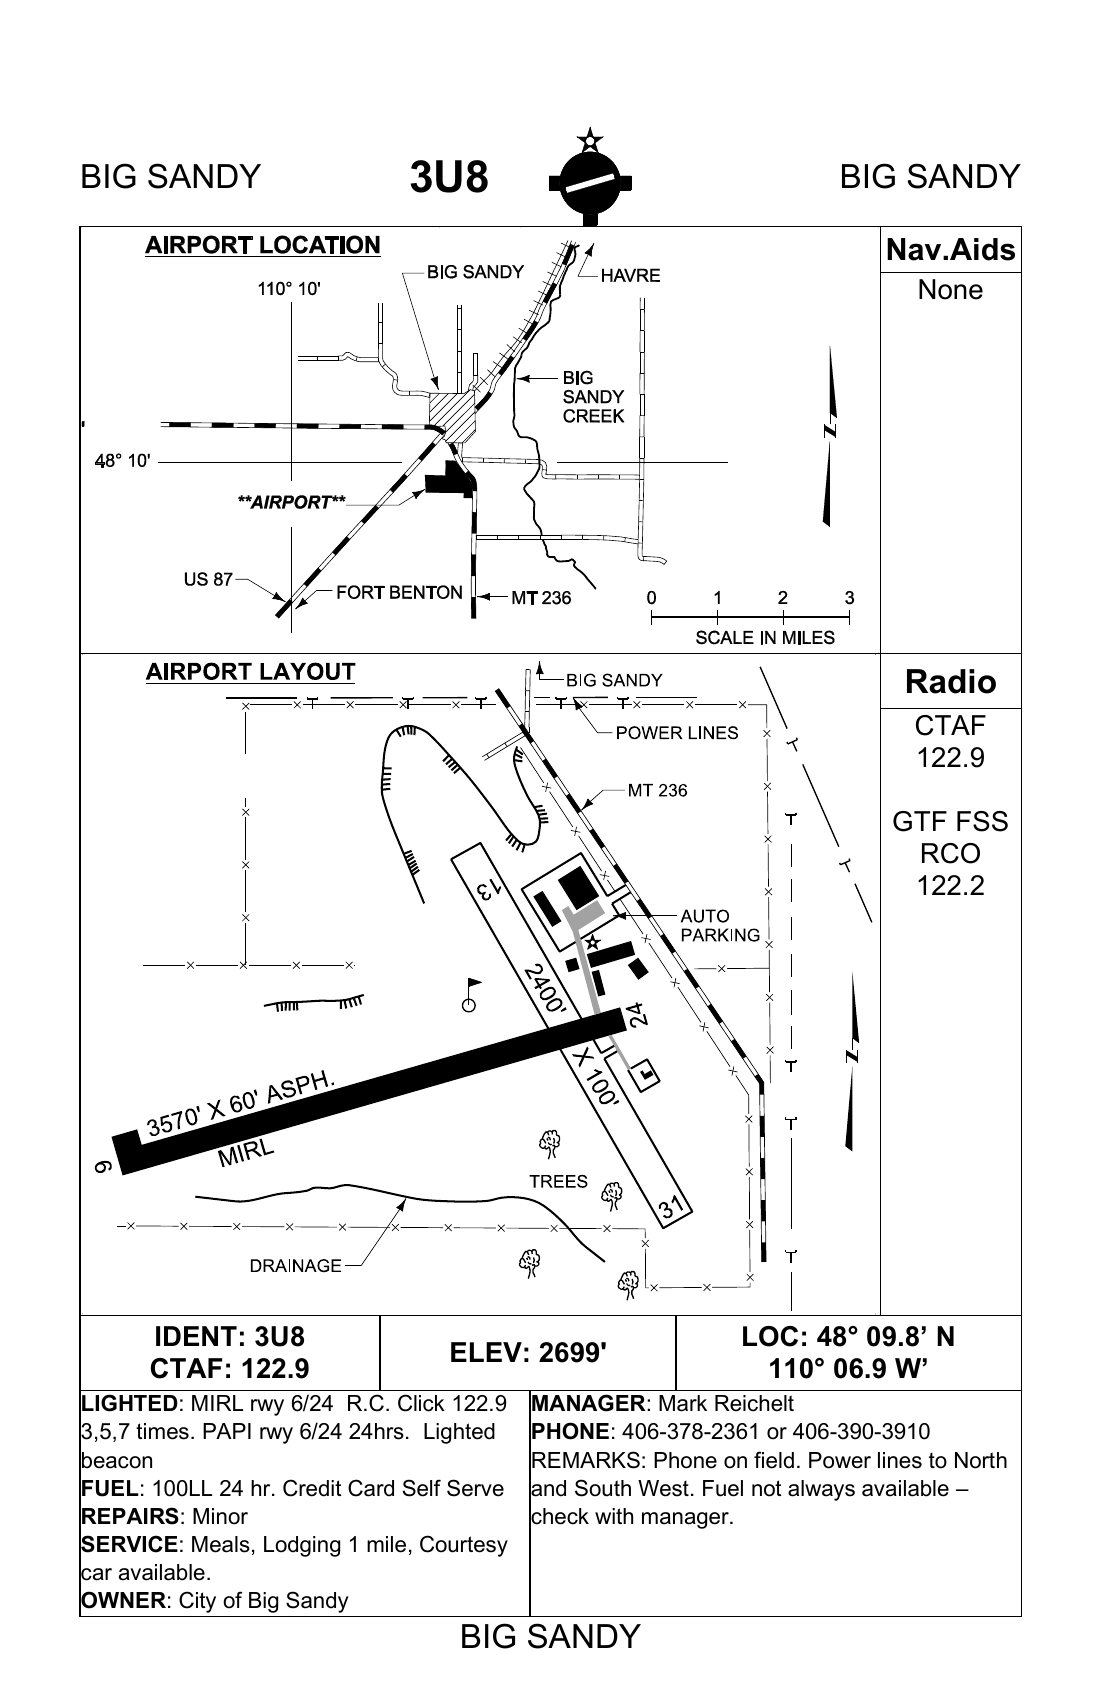 BIG SANDY
3U8
BIG SANDY
AIRPORT LOCATION
BIG SANDY
HAVRE
110° 10'
BIG
SANDY
CREEK
N
48° 10'
**AIRPORT**
US 87
FORT BENTON
MT 236
0 1 2 3
SCALE IN MILES
Nav.Aids
None
AIRPORT LAYOUT
BIG SANDY
POWER LINES
MT 236
13
AUTO
PARKING
2400'
X 100'
24
N
3570' X 60' ASPH.
MIRL
6
TREES
31
DRAINAGE
Radio
CTAF
122.9
GTF FSS
RCO
122.2
IDENT: 3U8
CTAF: 122.9
ELEV: 2699'
LOC: 48° 09.8’ N
110° 06.9 W’
LIGHTED: MIRL rwy 6/24 R.C. Click 122.9
3,5,7 times. PAPI rwy 6/24 24hrs. Lighted
beacon
FUEL: 100LL 24 hr. Credit Card Self Serve
REPAIRS: Minor
SERVICE: Meals, Lodging 1 mile, Courtesy
car available.
OWNER: City of Big Sandy
MANAGER: Mark Reichelt
PHONE: 406-378-2361 or 406-390-3910
REMARKS: Phone on field. Power lines to North
and South West. Fuel not always available –
check with manager.
BIG SANDY